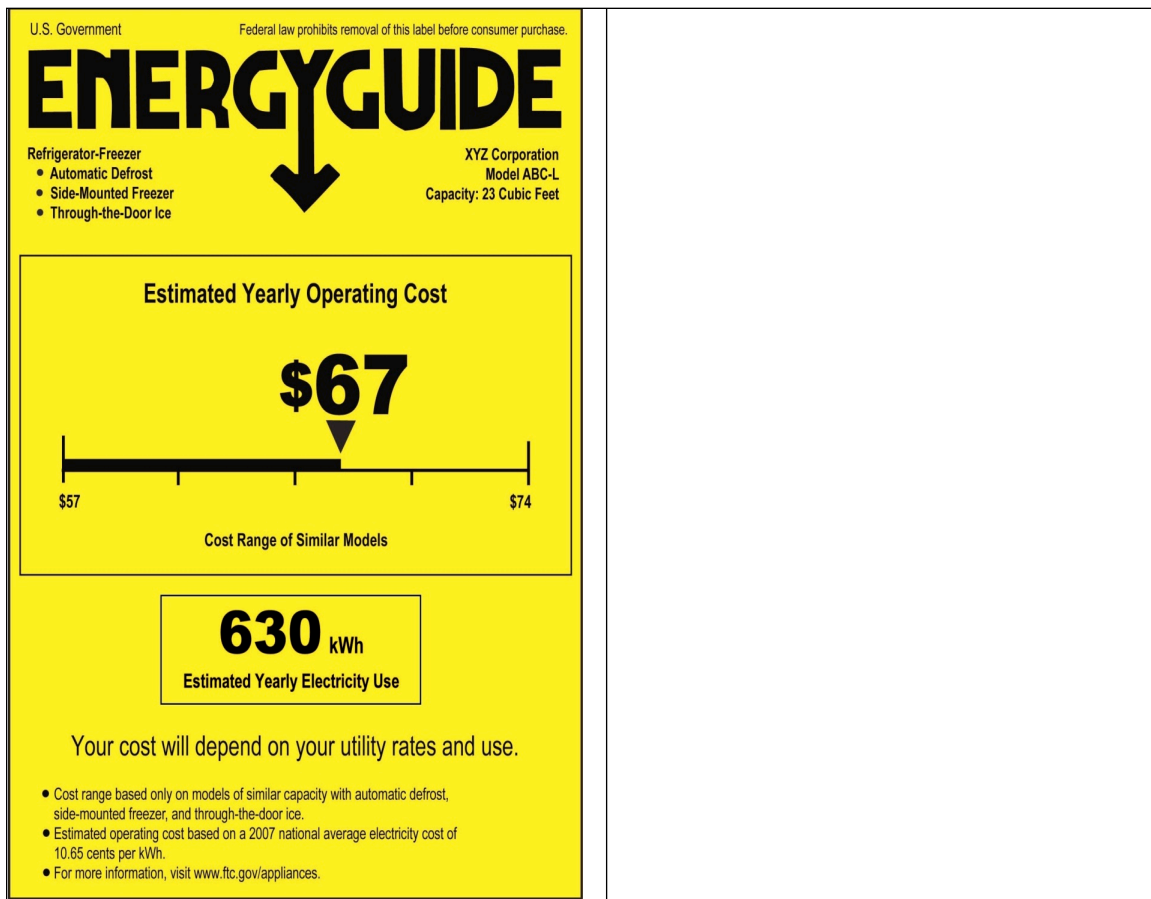 U.S. Government
Federal law prohibits removal of this label before consumer purchase.
ENERGYGUIDE
Refrigerator-Freezer
• Automatic Defrost
• Side-Mounted Freezer
• Through-the-Door Ice
XYZ Corporation
Model ABC-L
Capacity: 23 Cubic Feet
Estimated Yearly Operating Cost
$67
$57
$74
Cost Range of Similar Models
630 kWh
Estimated Yearly Electricity Use
Your cost will depend on your utility rates and use.
• Cost range based only on models of similar capacity with automatic defrost,
side-mounted freezer, and through-the-door ice.
• Estimated operating cost based on a 2007 national average electricity cost of
10.65 cents per kWh.
• For more information, visit www.ftc.gov/appliances.